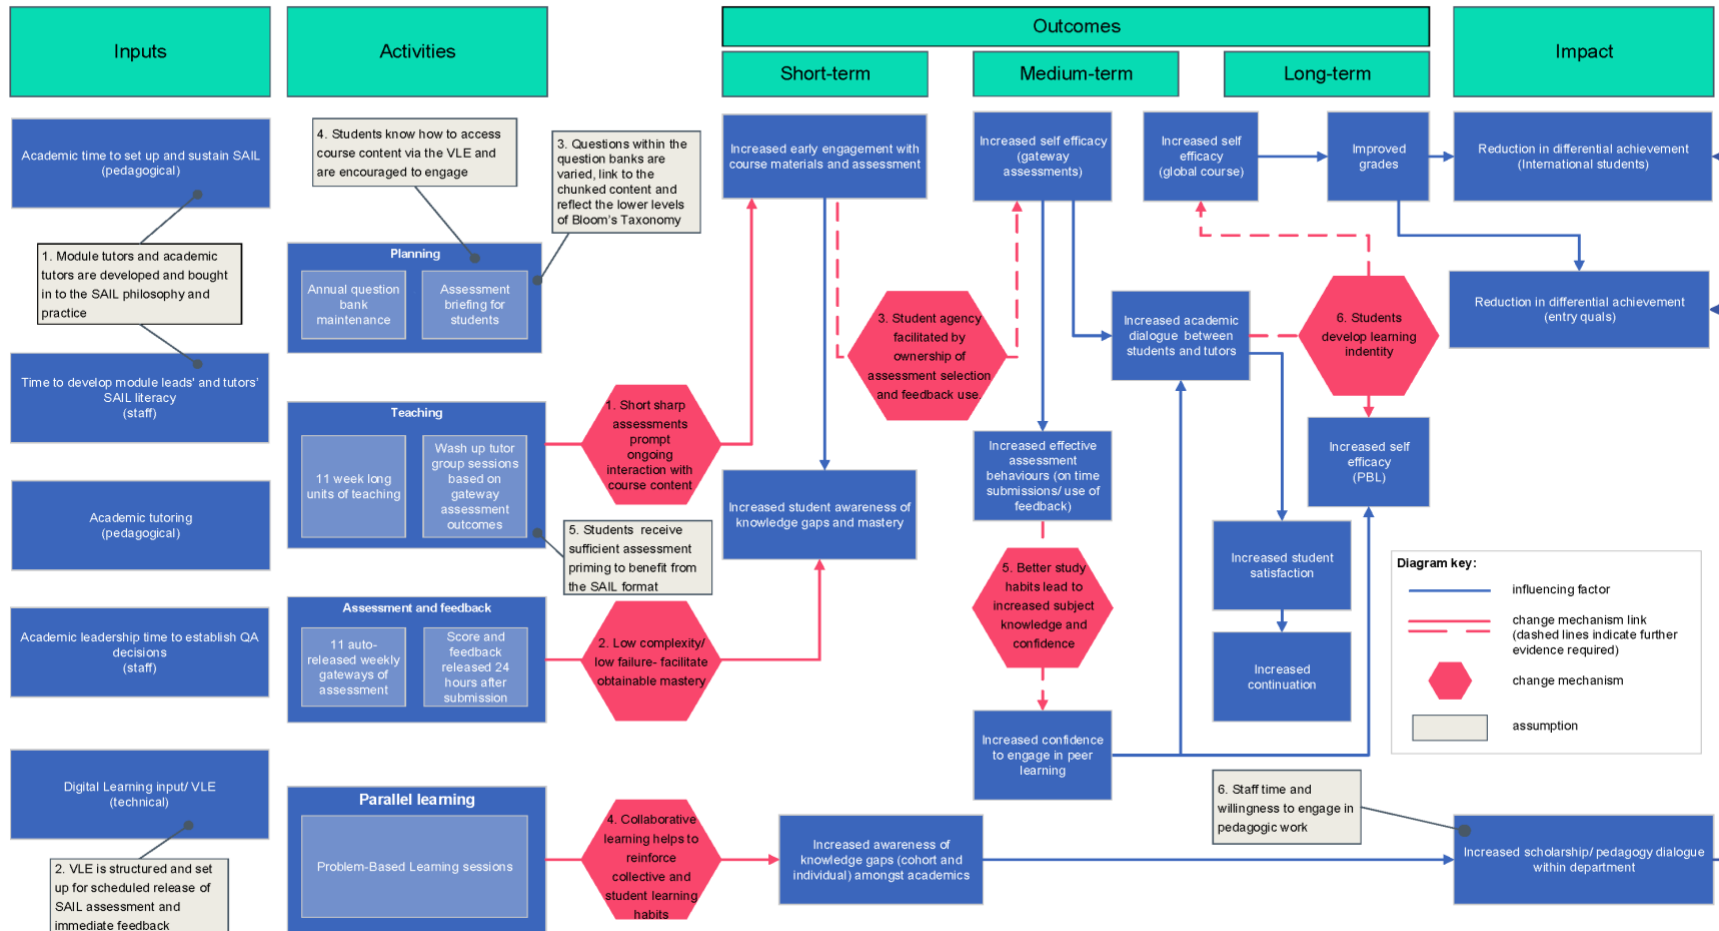 Inputs
Activities
Outcomes
Short-term
Medium-term
Long-term
Impact
Academic time to set up and sustain SAIL
(pedagogical)
1. Module tutors and academic
tutors are developed and bought
in to the SAIL philosophy and
practice
Time to develop module leads' and tutors'
SAIL literacy
(staff)
Academic tutoring
(pedagogical)
Academic leadership time to establish QA
decisions
(staff)
Digital Learning input/ VLE
(technical)
2. VLE is structured and set
up for scheduled release of
SAIL assessment and
immediate feedback
4. Students know how to access
course content via the VLE and
are encouraged to engage
3. Questions within the
question banks are
varied, link to the
chunked content and
reflect the lower levels
of Bloom's Taxonomy
Planning
Annual question
bank
maintenance
Assessment
briefing for
students
Teaching
11 week long
units of teaching
Wash up tutor
group sessions
based on
gateway
assessment
outcomes
5. Students receive
sufficient assessment
priming to benefit from
the SAIL format
Assessment and feedback
11 auto-
released weekly
gateways of
assessment
Score and
feedback
released 24
hours after
submission
Parallel learning
Problem-Based Learning sessions
1. Short sharp
assessments
prompt
ongoing
interaction with
course content
2. Low complexity/
low failure- facilitate
obtainable mastery
4. Collaborative
learning helps to
reinforce
collective and
student learning
habits
Increased early engagement with
course materials and assessment
3. Student agency
facilitated by
ownership of
assessment selection
and feedback use.
Increased student awareness of
knowledge gaps and mastery
Increased awareness of
knowledge gaps (cohort and
individual) amongst academics
Increased self efficacy
(gateway
assessments)
Increased effective
assessment
behaviours (on time
submissions/ use of
feedback)
5. Better study
habits lead to
increased subject
knowledge and
confidence
Increased confidence
to engage in peer
learning
Increased academic
dialogue between
students and tutors
Increased self
efficacy
(global course)
Improved
grades
6. Students
develop learning
indentity
Increased self
efficacy
(PBL)
Increased student
satisfaction
Increased
continuation
6. Staff time and
willingness to engage in
pedagogic work
Reduction in differential achievement
(International students)
Reduction in differential achievement
(entry quals)
Diagram key:
influencing factor
change mechanism link
(dashed lines indicate further
evidence required)
change mechanism
assumption
Increased scholarship/ pedagogy dialogue
within department